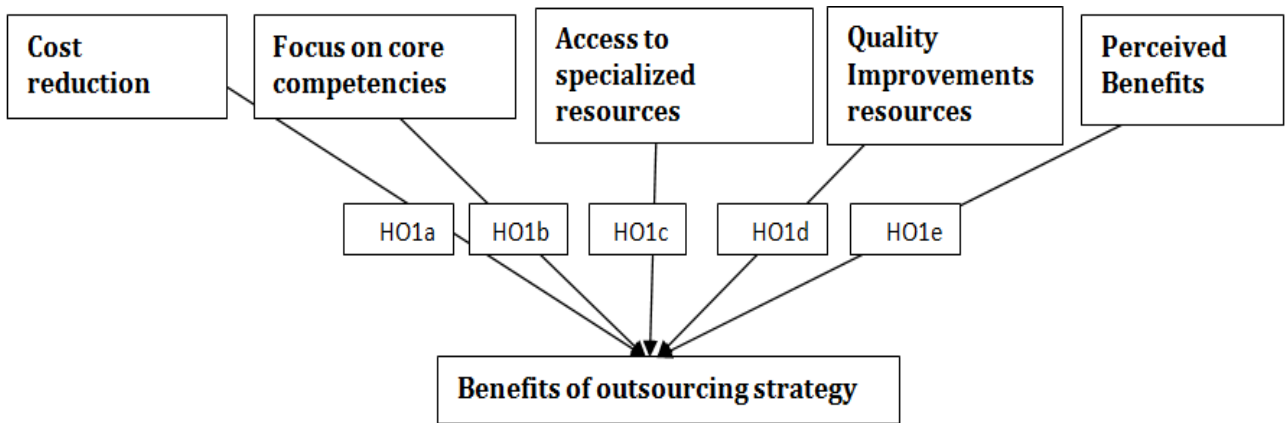 Cost
reduction
Focus on core
competencies
Access to
specialized
resources
Quality
Improvements
resources
Perceived
Benefits
HO1a
HO1b
HO1c
HO1d
HO1e
Benefits of outsourcing strategy